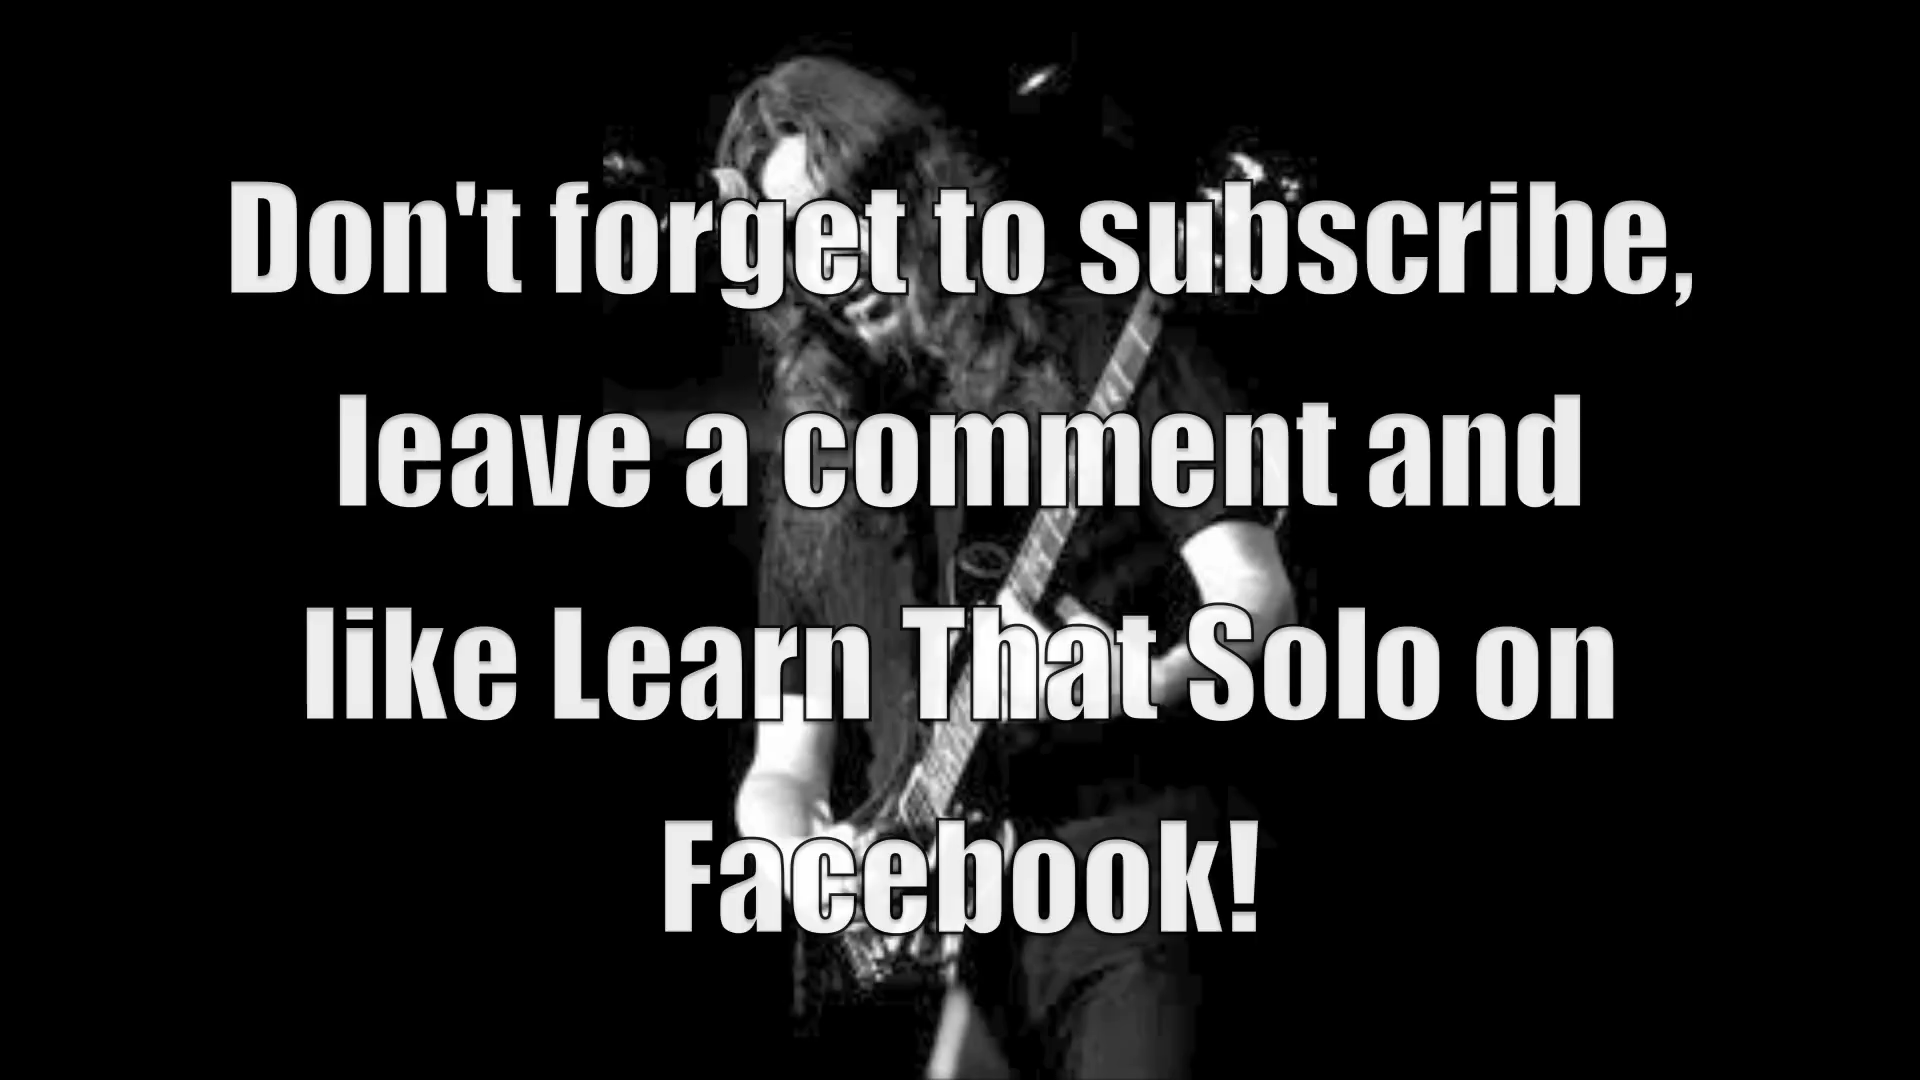 Don't forget to subscribe,
leave a comment and
like Learn That Solo on
Facebook!